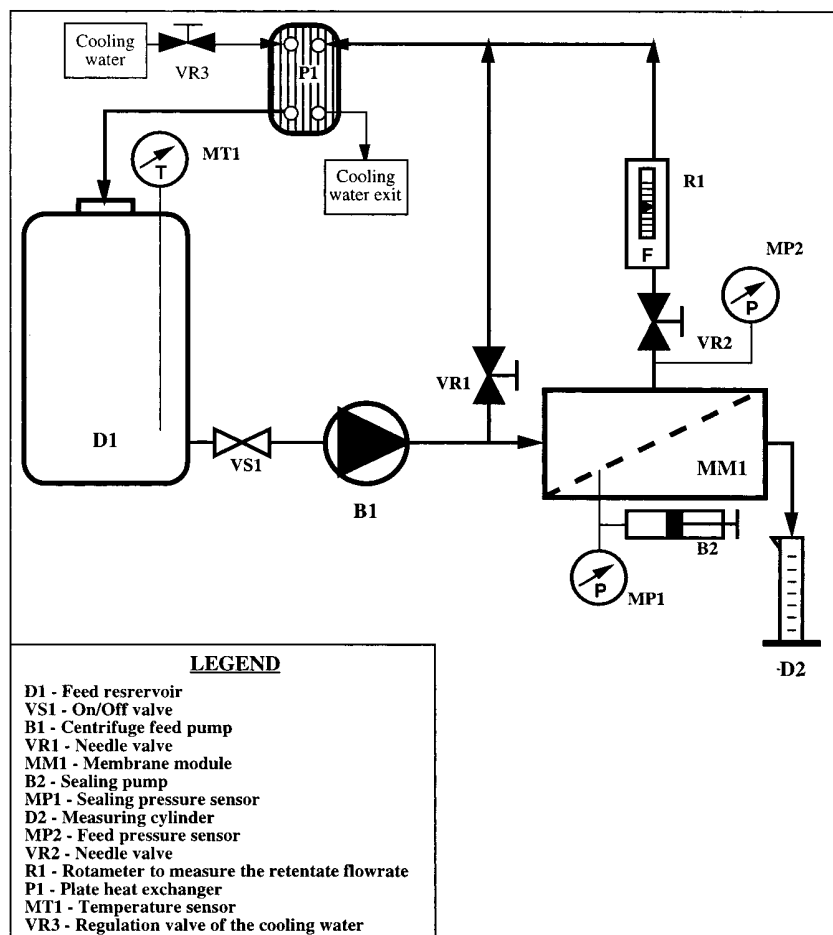 Cooling
water
VR3
P1
MT1
T
Cooling
water exit
R1
F
MP2
P
VR2
VR1
D1
VS1
B1
MM1
B2
P
MP1
D2
LEGEND
D1 - Feed resrervoir
VS1 - On/Off valve
B1 - Centrifuge feed pump
VR1 - Needle valve
MM1 - Membrane module
B2 - Sealing pump
MP1 - Sealing pressure sensor
D2 - Measuring cylinder
MP2 - Feed pressure sensor
VR2 - Needle valve
R1 - Rotameter to measure the retentate flowrate
P1 - Plate heat exchanger
MT1 - Temperature sensor
VR3 - Regulation valve of the cooling water